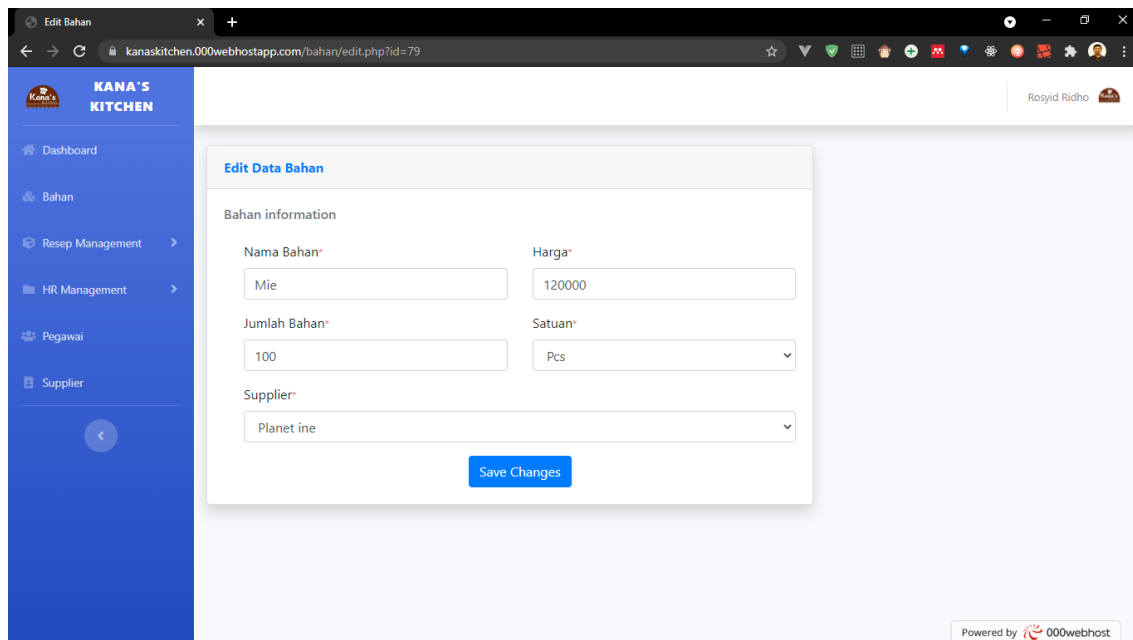 Edit Bahan
kanaskitchen.000webhostapp.com/bahan/edit.php?id=79
Kana's
KANA'S
KITCHEN
Rosyid Ridho
Dashboard
Bahan
Resep Management
HR Management
Pegawai
Supplier
Edit Data Bahan
Bahan information
Nama Bahan* Harga*
Mie 120000
Jumlah Bahan* Satuan*
100 Pcs
Supplier*
Planet ine
Save Changes
Powered by 000webhost